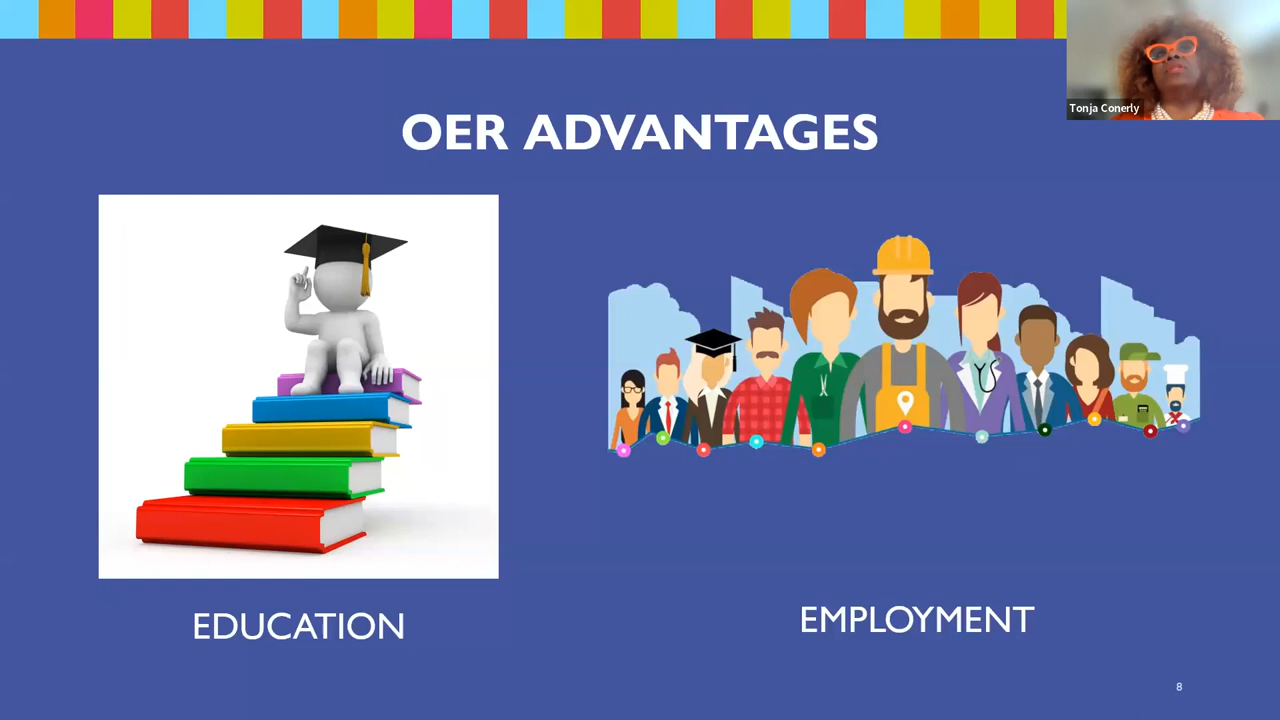 Tonja Conerly
OER ADVANTAGES
EDUCATION
EMPLOYMENT
8